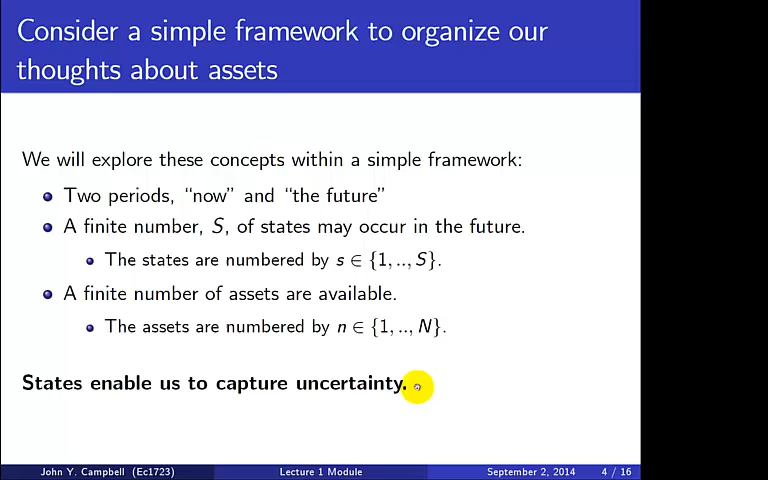 Consider a simple framework to organize our
thoughts about assets
We will explore these concepts within a simple framework:
Two periods, “now” and “the future”
A finite number, S, of states may occur in the future.
The states are numbered by s ∈ {1, .., S}.
A finite number of assets are available.
The assets are numbered by n ∈ {1, .., N}.
States enable us to capture uncertainty.
John Y. Campbell (Ec1723) Lecture 1 Module September 2, 2014 4 / 16